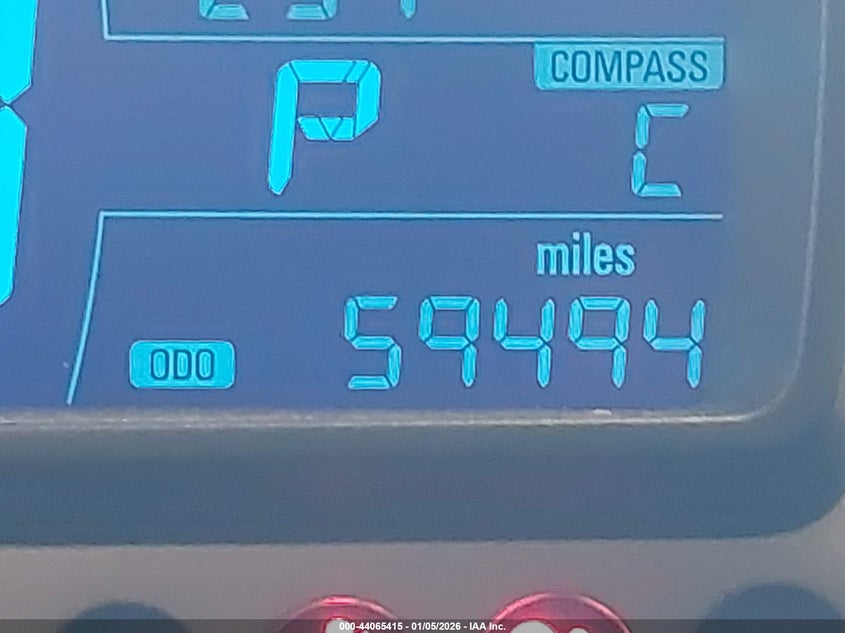 P
COMPASS
C
miles
ODO 59494
000-44065415 - 01/05/2026 - IAA Inc.